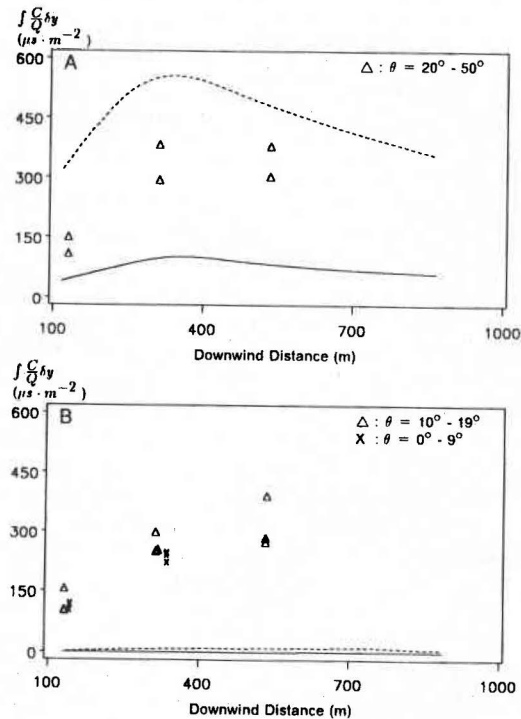 ∫ C/Q δy
(μs · m⁻²)
600
A
△ : θ = 20° - 50°
450
300
150
0
100 400 700 1000
Downwind Distance (m)
∫ C/Q δy
(μs · m⁻²)
600
B
△ : θ = 10° - 19°
X : θ = 0° - 9°
450
300
150
0
100 400 700 1000
Downwind Distance (m)